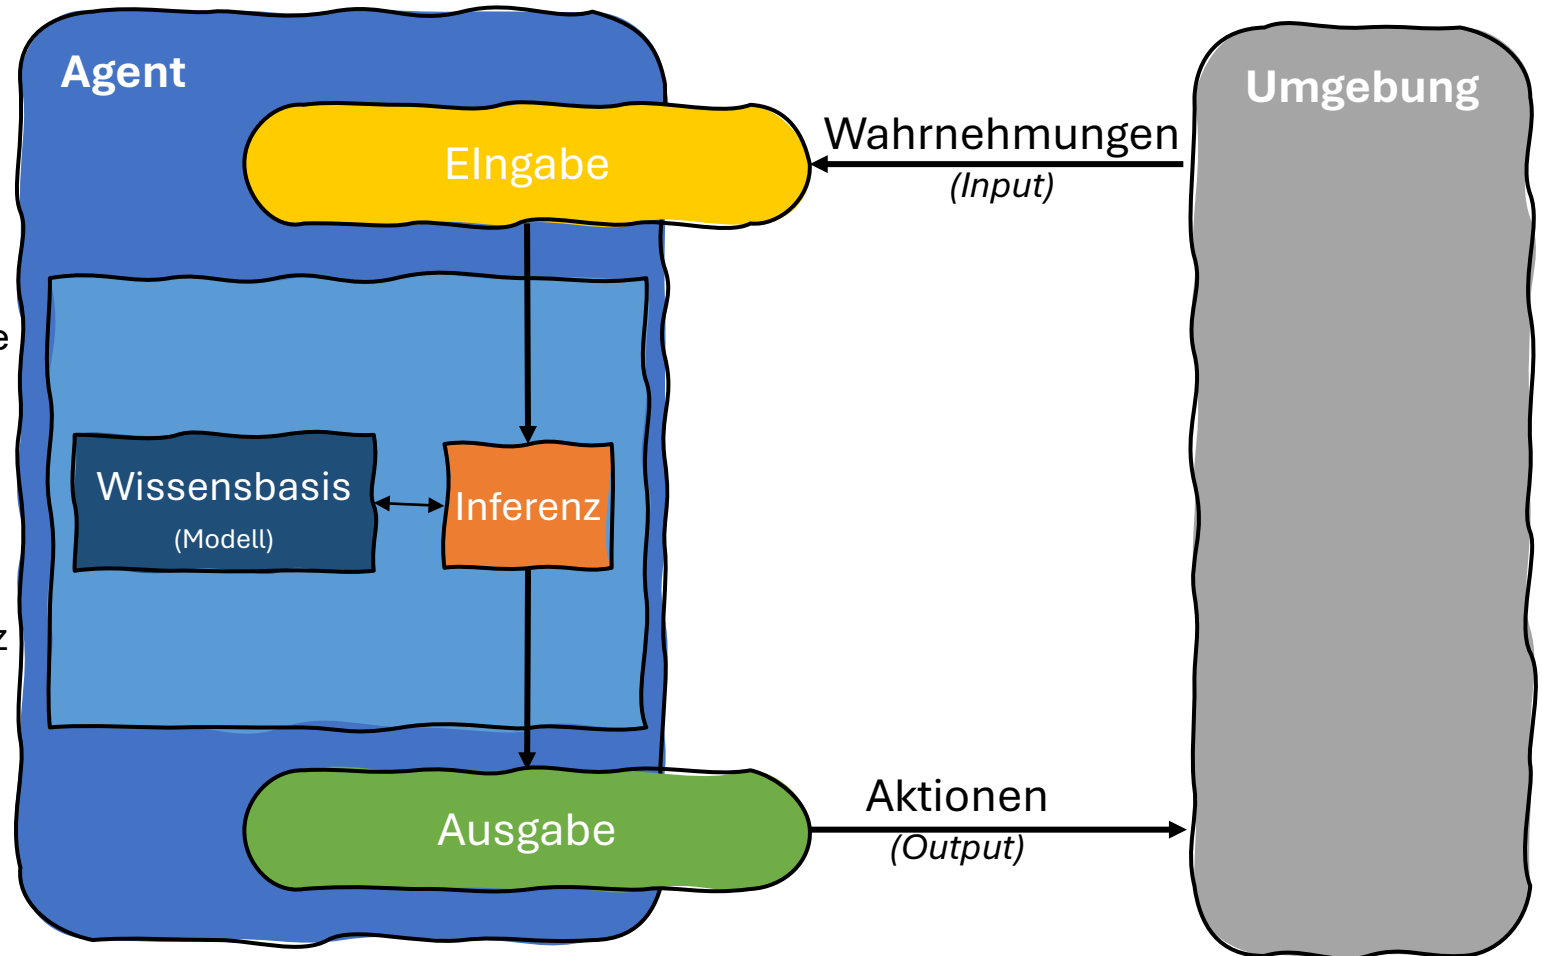 Agent
Umgebung
EIngabe
Wahrnehmungen
(Input)
e
Wissensbasis
(Modell)
Inferenz
z
Aktionen
(Output)
Ausgabe